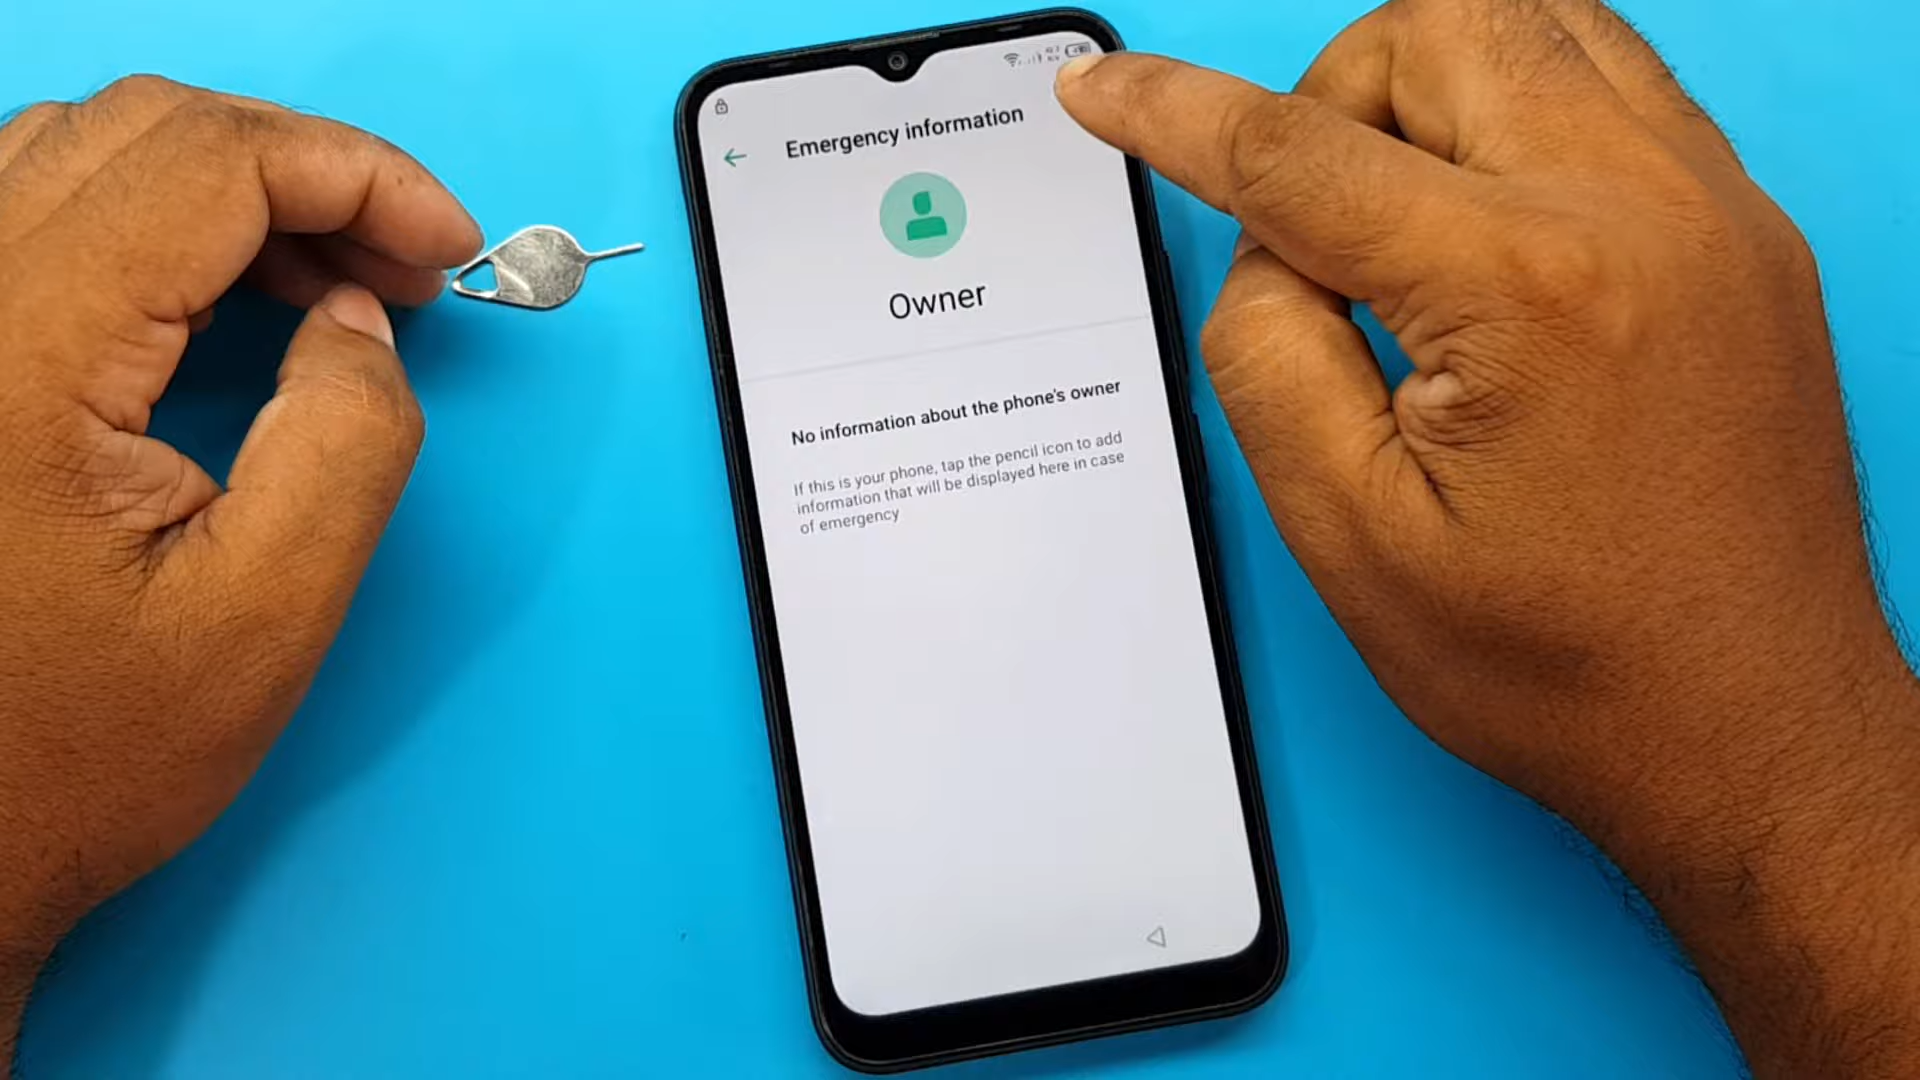 Emergency information
Owner
No information about the phone's owner
If this is your phone, tap the pencil icon to add
information that will be displayed here in case
of emergency